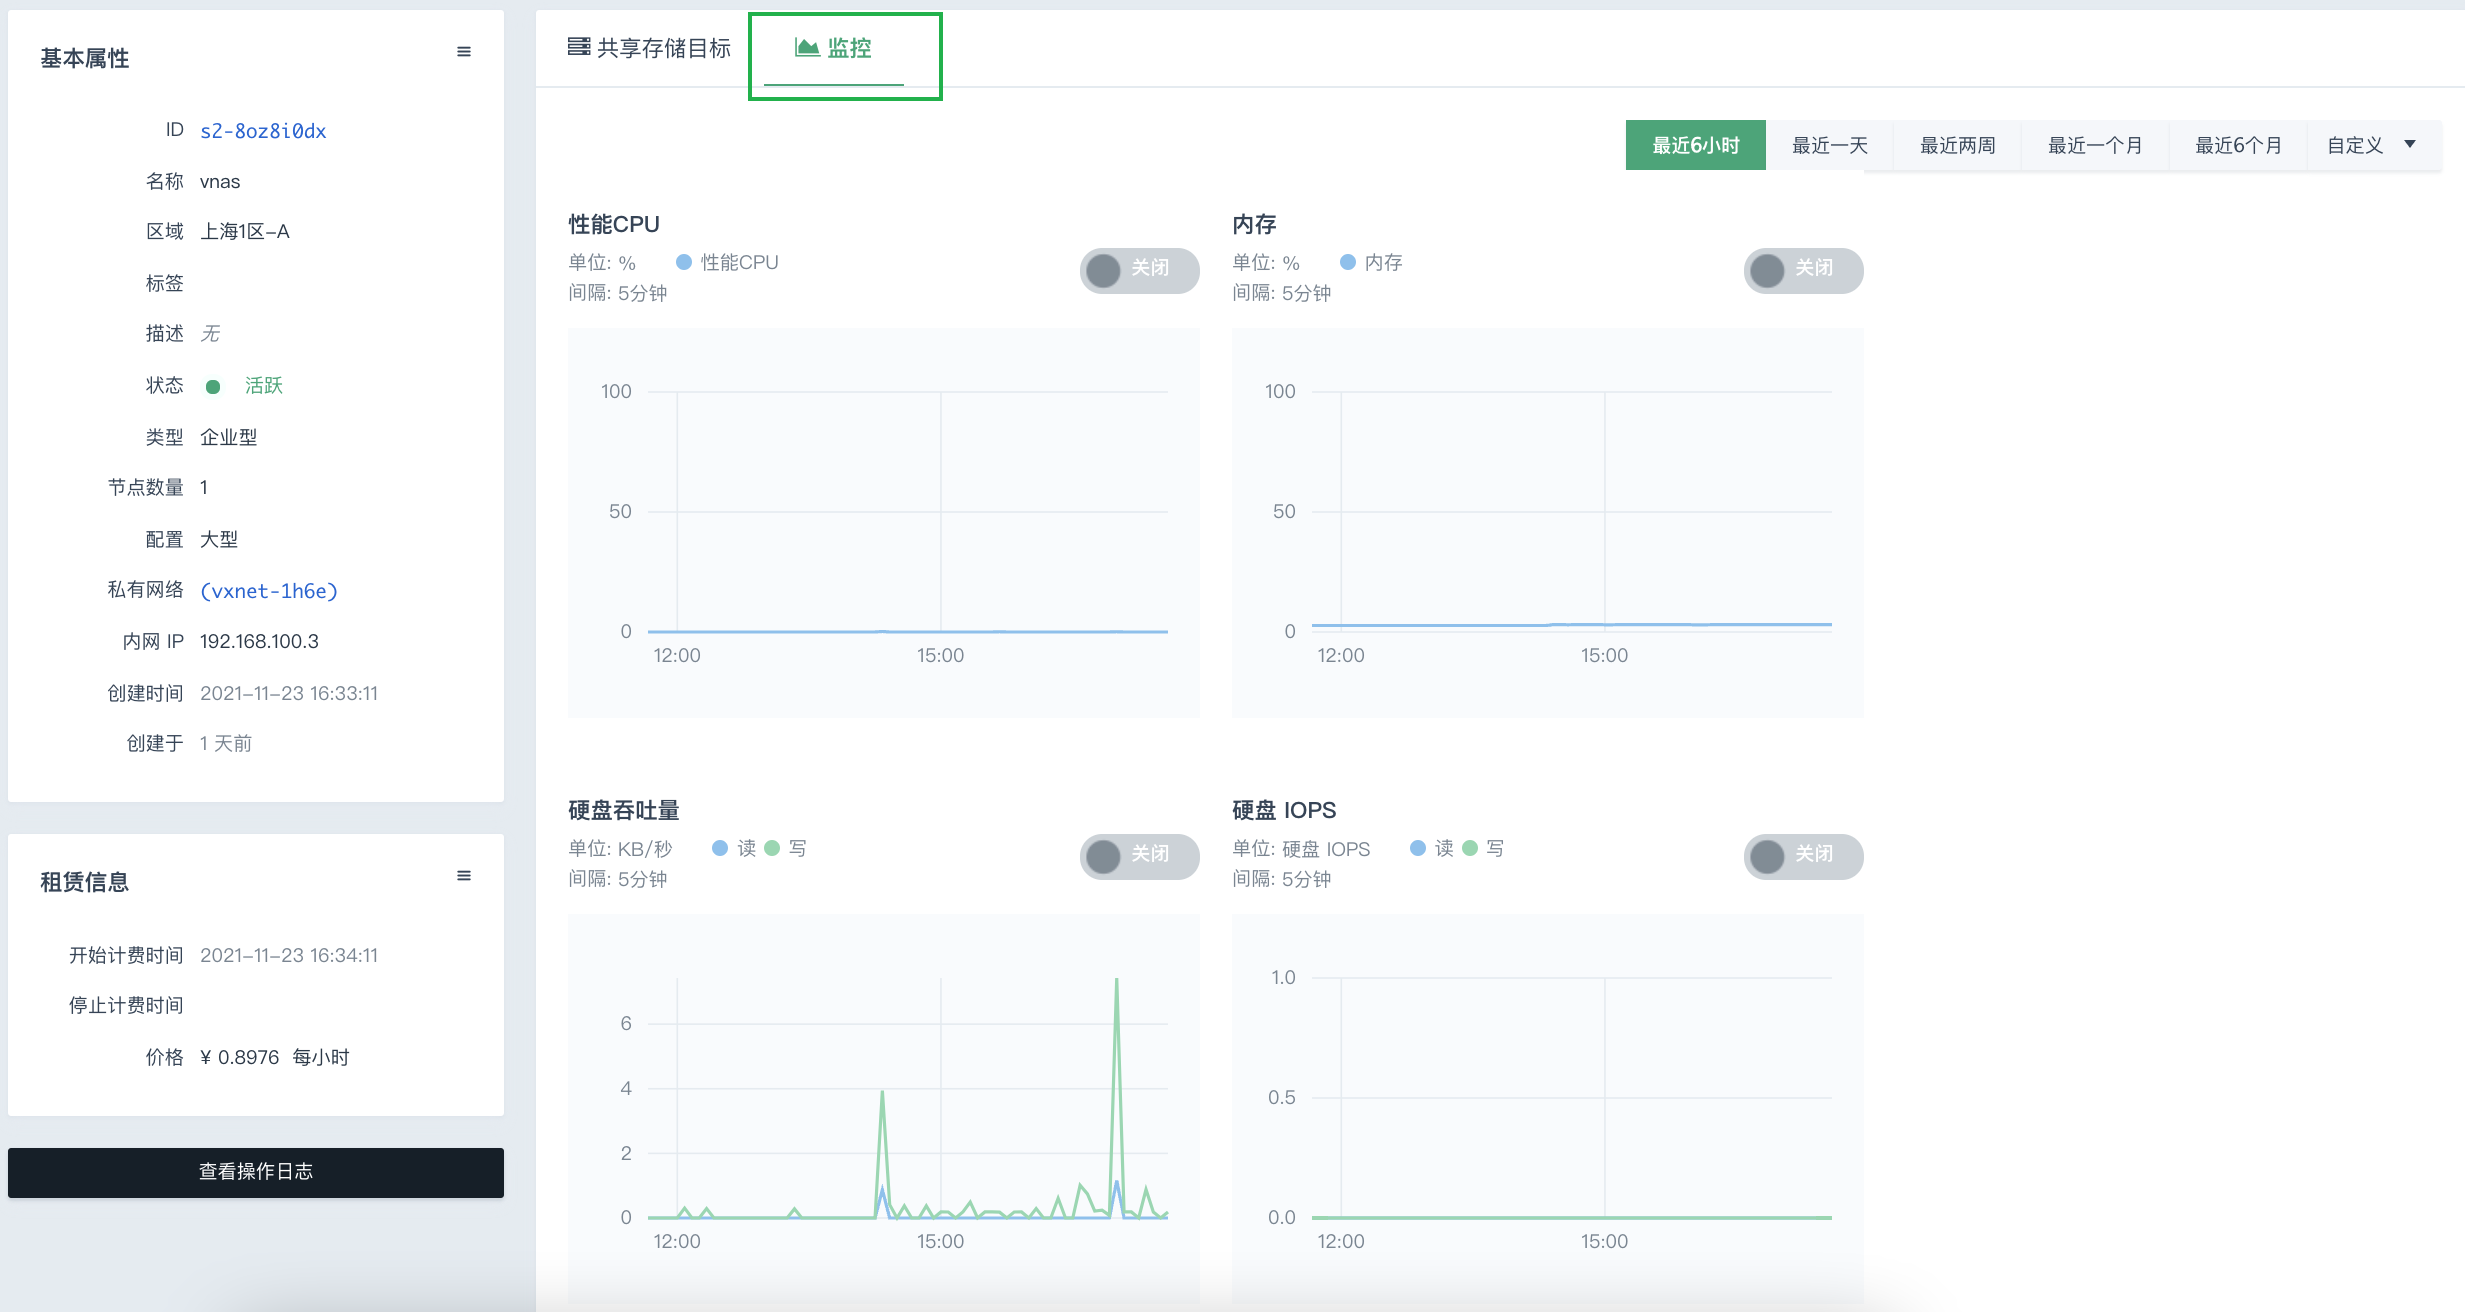 基本属性
ID s2-8oz8i0dx
名称 vnas
区域 上海1区-A
标签
描述 无
状态 活跃
类型 企业型
节点数量 1
配置 大型
私有网络 (vxnet-1h6e)
内网 IP 192.168.100.3
创建时间 2021-11-23 16:33:11
创建于 1 天前
租赁信息
开始计费时间 2021-11-23 16:34:11
停止计费时间
价格 ¥ 0.8976 每小时
查看操作日志
共享存储目标 监控
最近6小时 最近一天 最近两周 最近一个月 最近6个月 自定义
性能CPU
单位: % 性能CPU
间隔: 5分钟
关闭
100
50
0
12:00 15:00
内存
单位: % 内存
间隔: 5分钟
关闭
100
50
0
12:00 15:00
硬盘吞吐量
单位: KB/秒 读 写
间隔: 5分钟
关闭
6
4
2
0
12:00 15:00
硬盘 IOPS
单位: 硬盘 IOPS 读 写
间隔: 5分钟
关闭
1.0
0.5
0.0
12:00 15:00